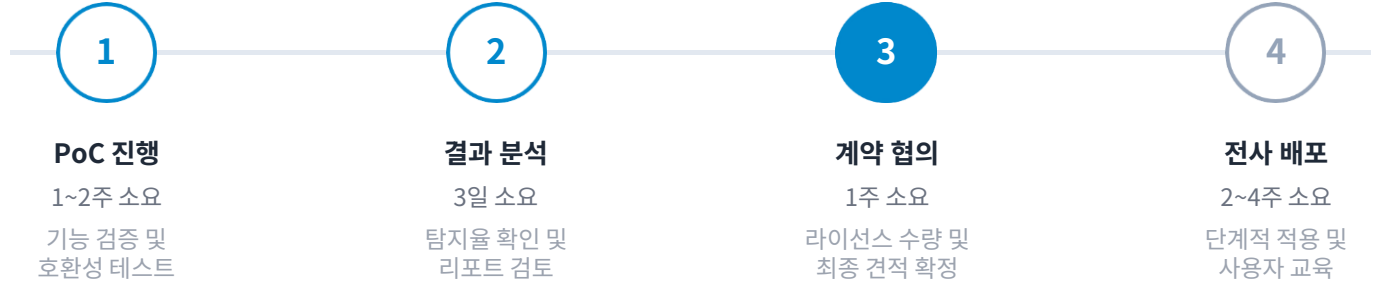 1
2
3
4
PoC 진행
결과 분석
계약 협의
전사 배포
1~2주 소요
3일 소요
1주 소요
2~4주 소요
기능 검증 및
호환성 테스트
탐지율 확인 및
리포트 검토
라이선스 수량 및
최종 견적 확정
단계적 적용 및
사용자 교육